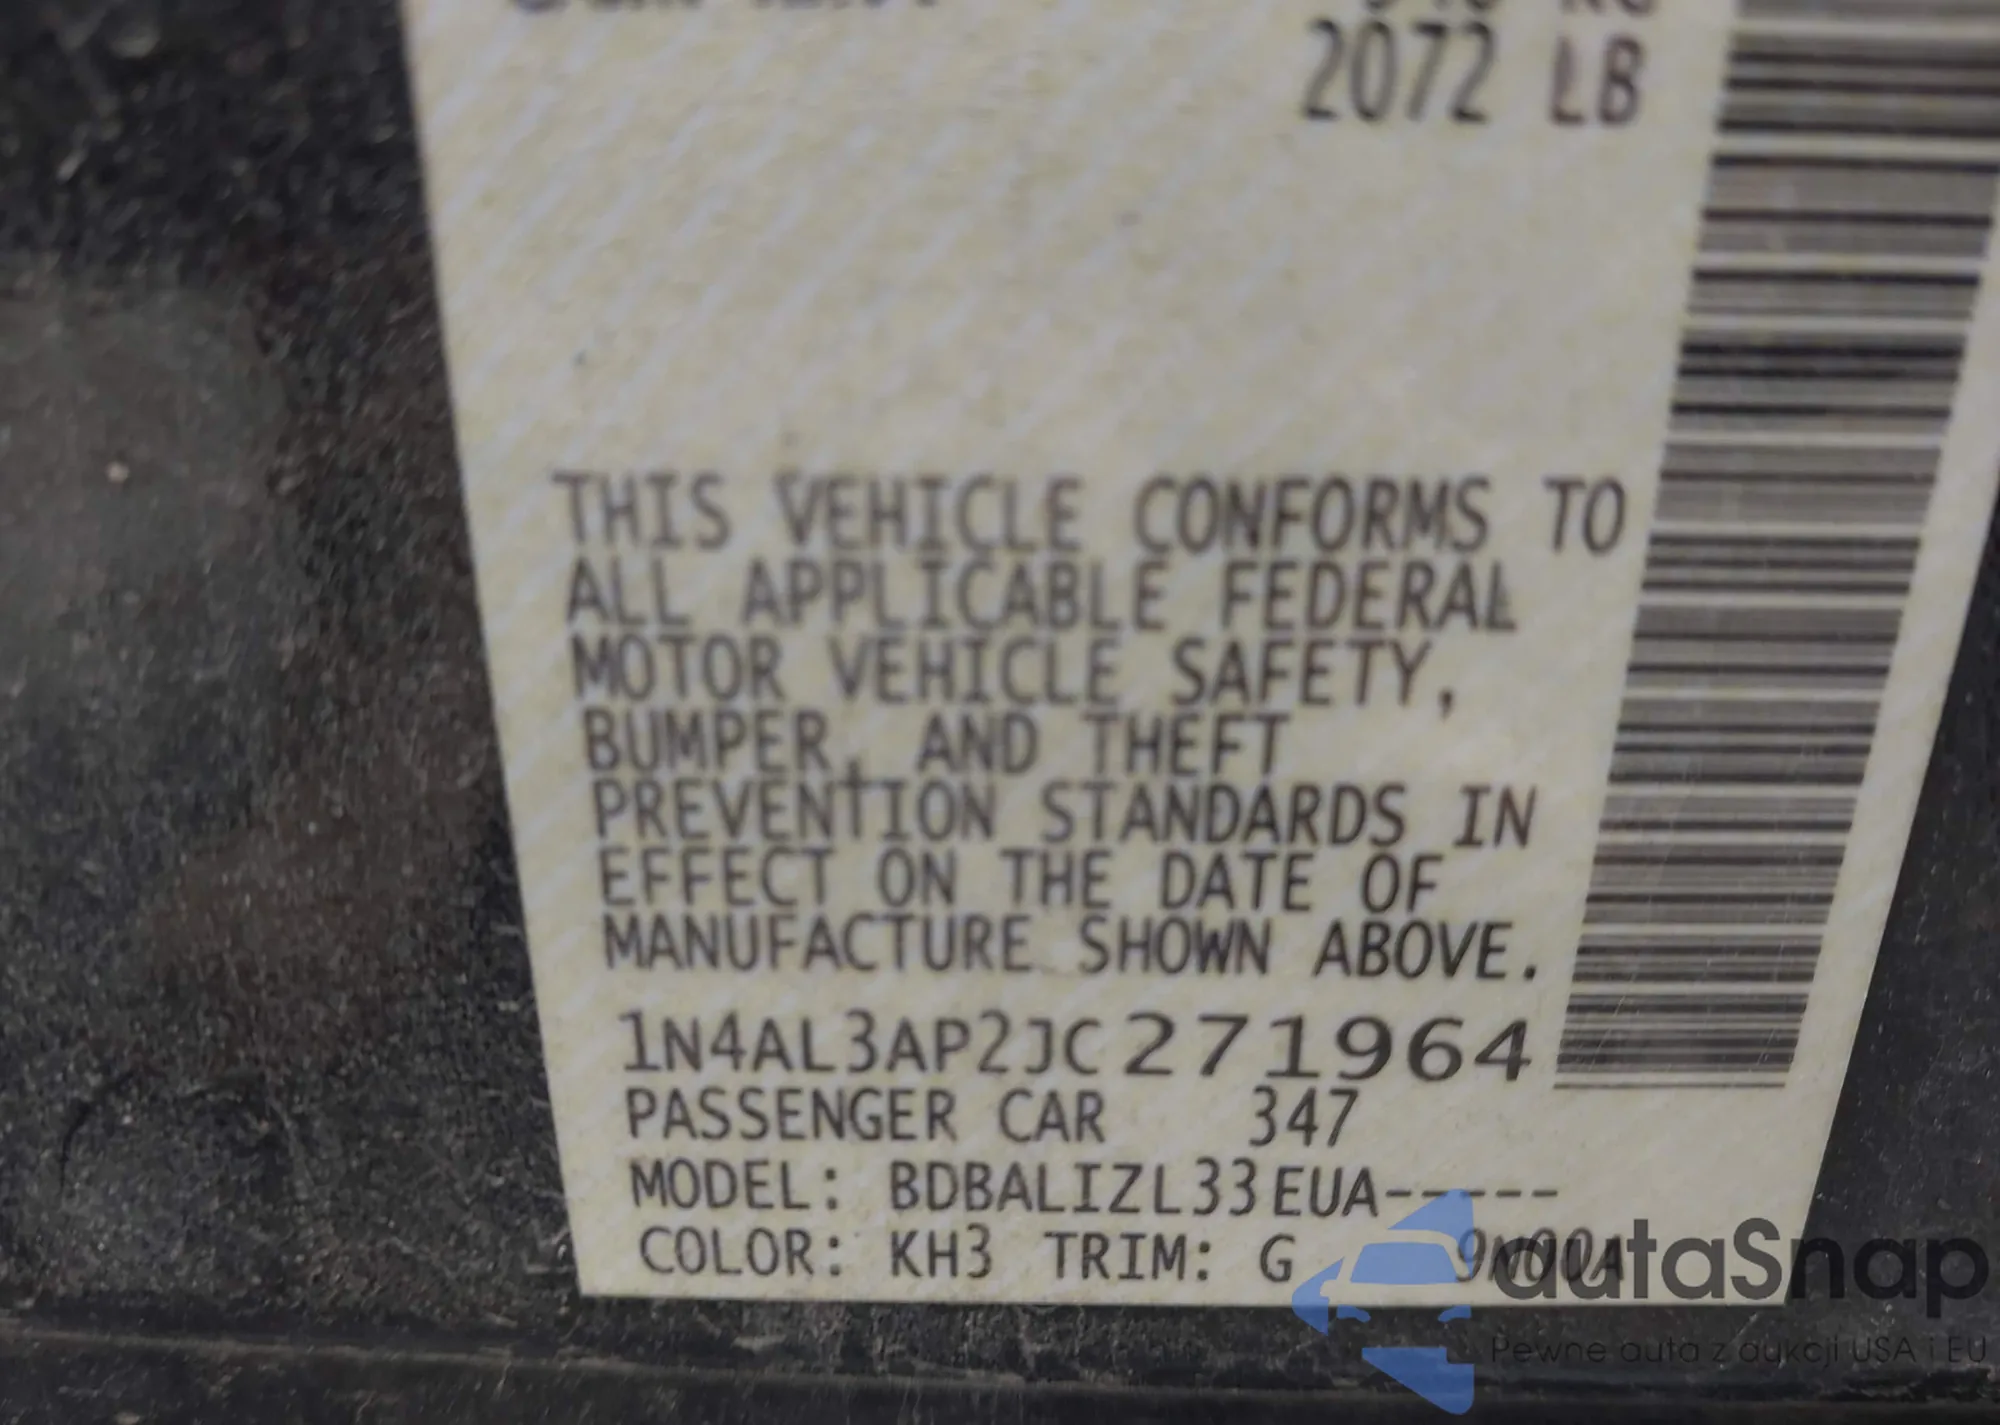 2072 LB
THIS VEHICLE CONFORMS TO
ALL APPLICABLE FEDERAL
MOTOR VEHICLE SAFETY,
BUMPER, AND THEFT
PREVENTION STANDARDS IN
EFFECT ON THE DATE OF
MANUFACTURE SHOWN ABOVE.
1N4AL3AP2JC271964
PASSENGER CAR 347
MODEL: BDBALIZL33EUA-----
COLOR: KH3 TRIM: G 9N00A
autaSnap
Pewne auta z aukcji USA i EU